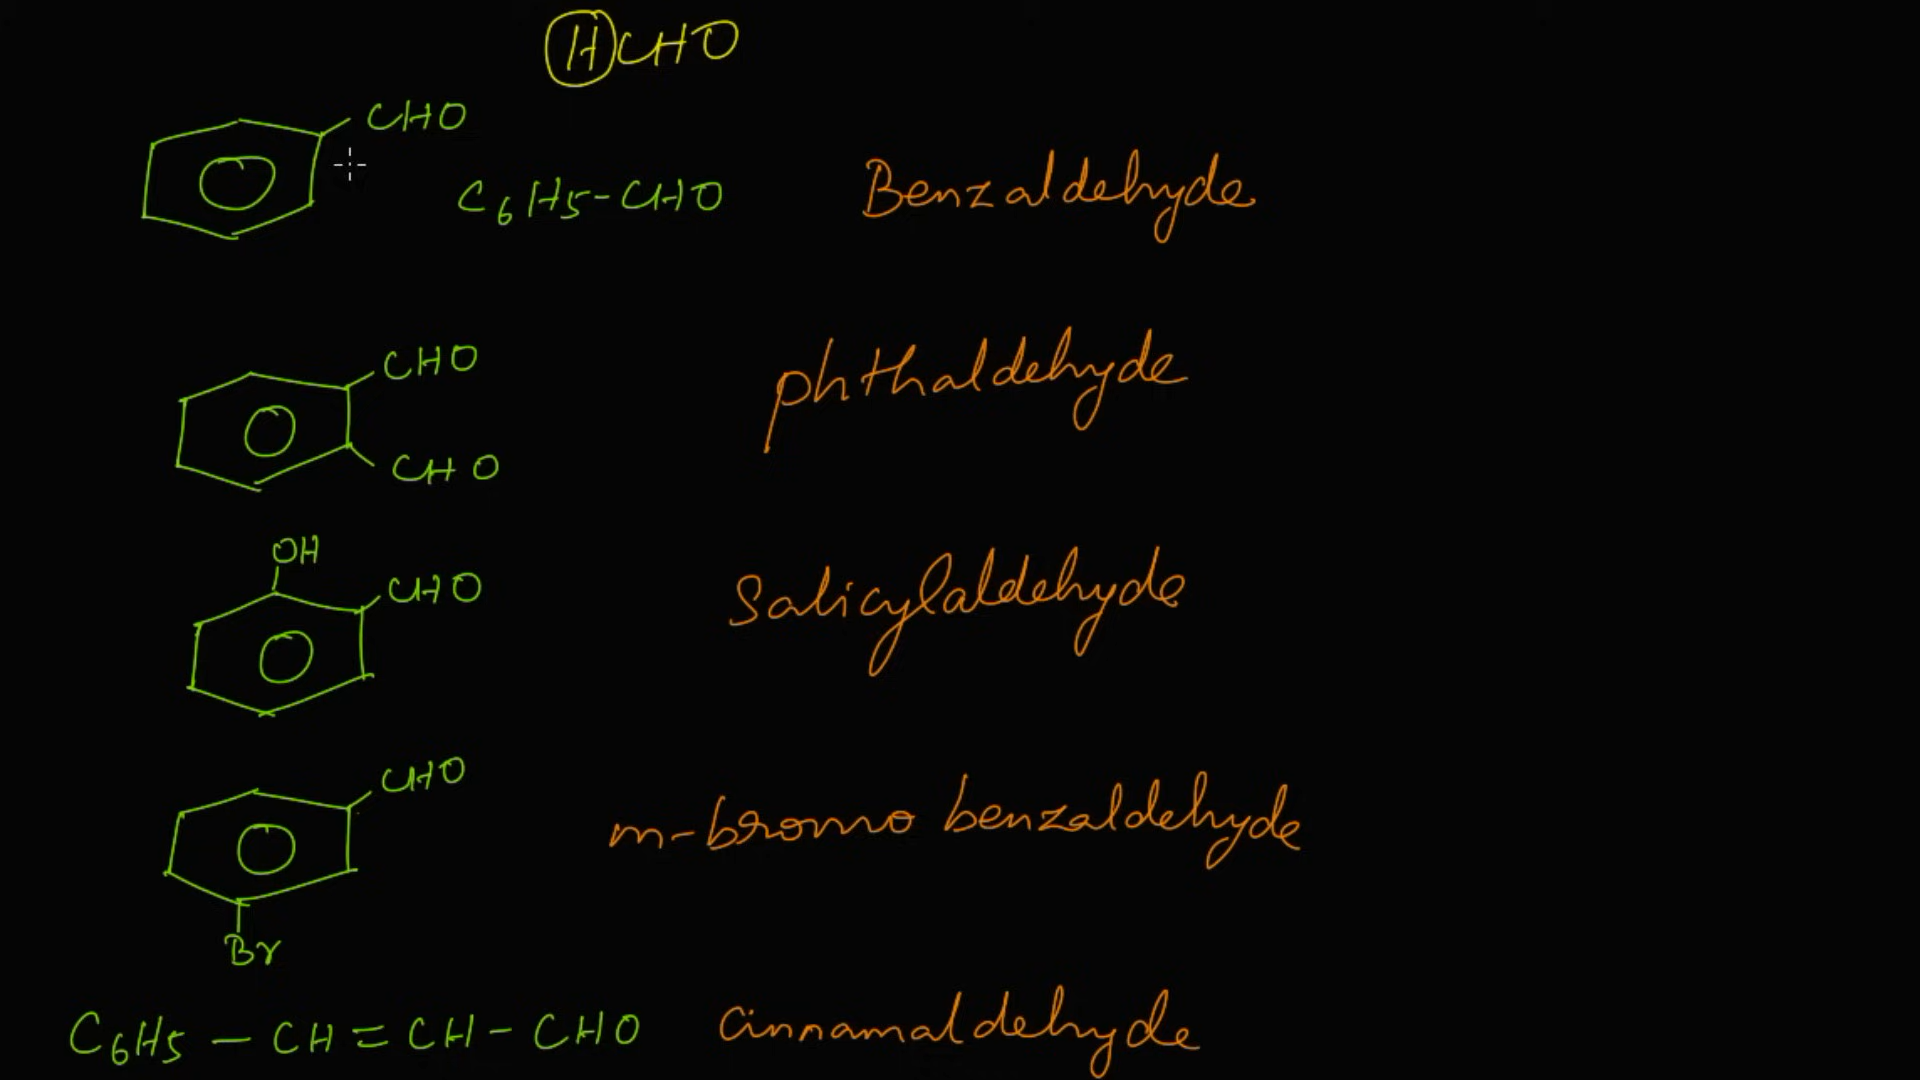 HCHO
CHO
C6H5-CHO Benzaldehyde
CHO
phthaldehyde
CHO
OH
CHO
Salicylaldehyde
CHO
m-bromo benzaldehyde
Br
C6H5 - CH = CH - CHO cinnamaldehyde